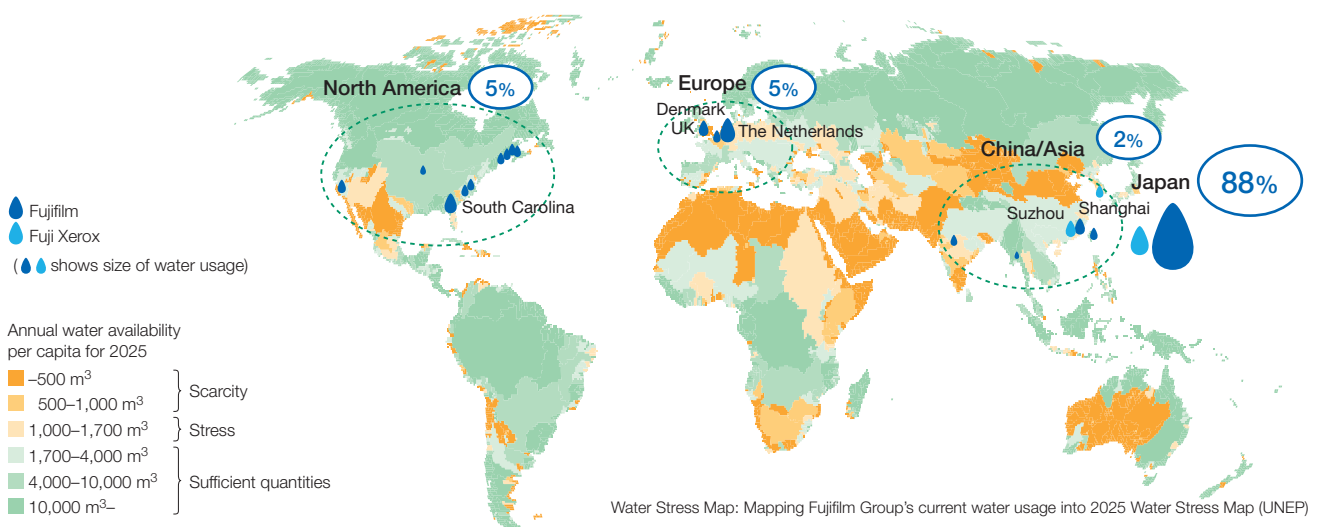 North America 5%
Europe 5%
Denmark
UK
The Netherlands
2%
China/Asia
Japan 88%
South Carolina
Suzhou
Shanghai
Fujifilm
Fuji Xerox
( shows size of water usage)
Annual water availability
per capita for 2025
–500 m³
500–1,000 m³
Scarcity
1,000–1,700 m³
Stress
1,700–4,000 m³
4,000–10,000 m³
Sufficient quantities
10,000 m³–
Water Stress Map: Mapping Fujifilm Group's current water usage into 2025 Water Stress Map (UNEP)